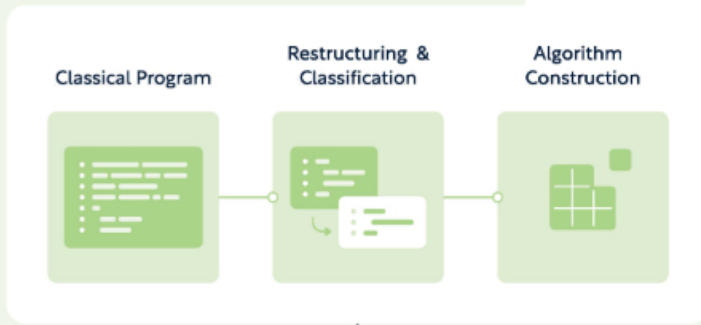 Classical Program
Restructuring &
Classification
Algorithm
Construction